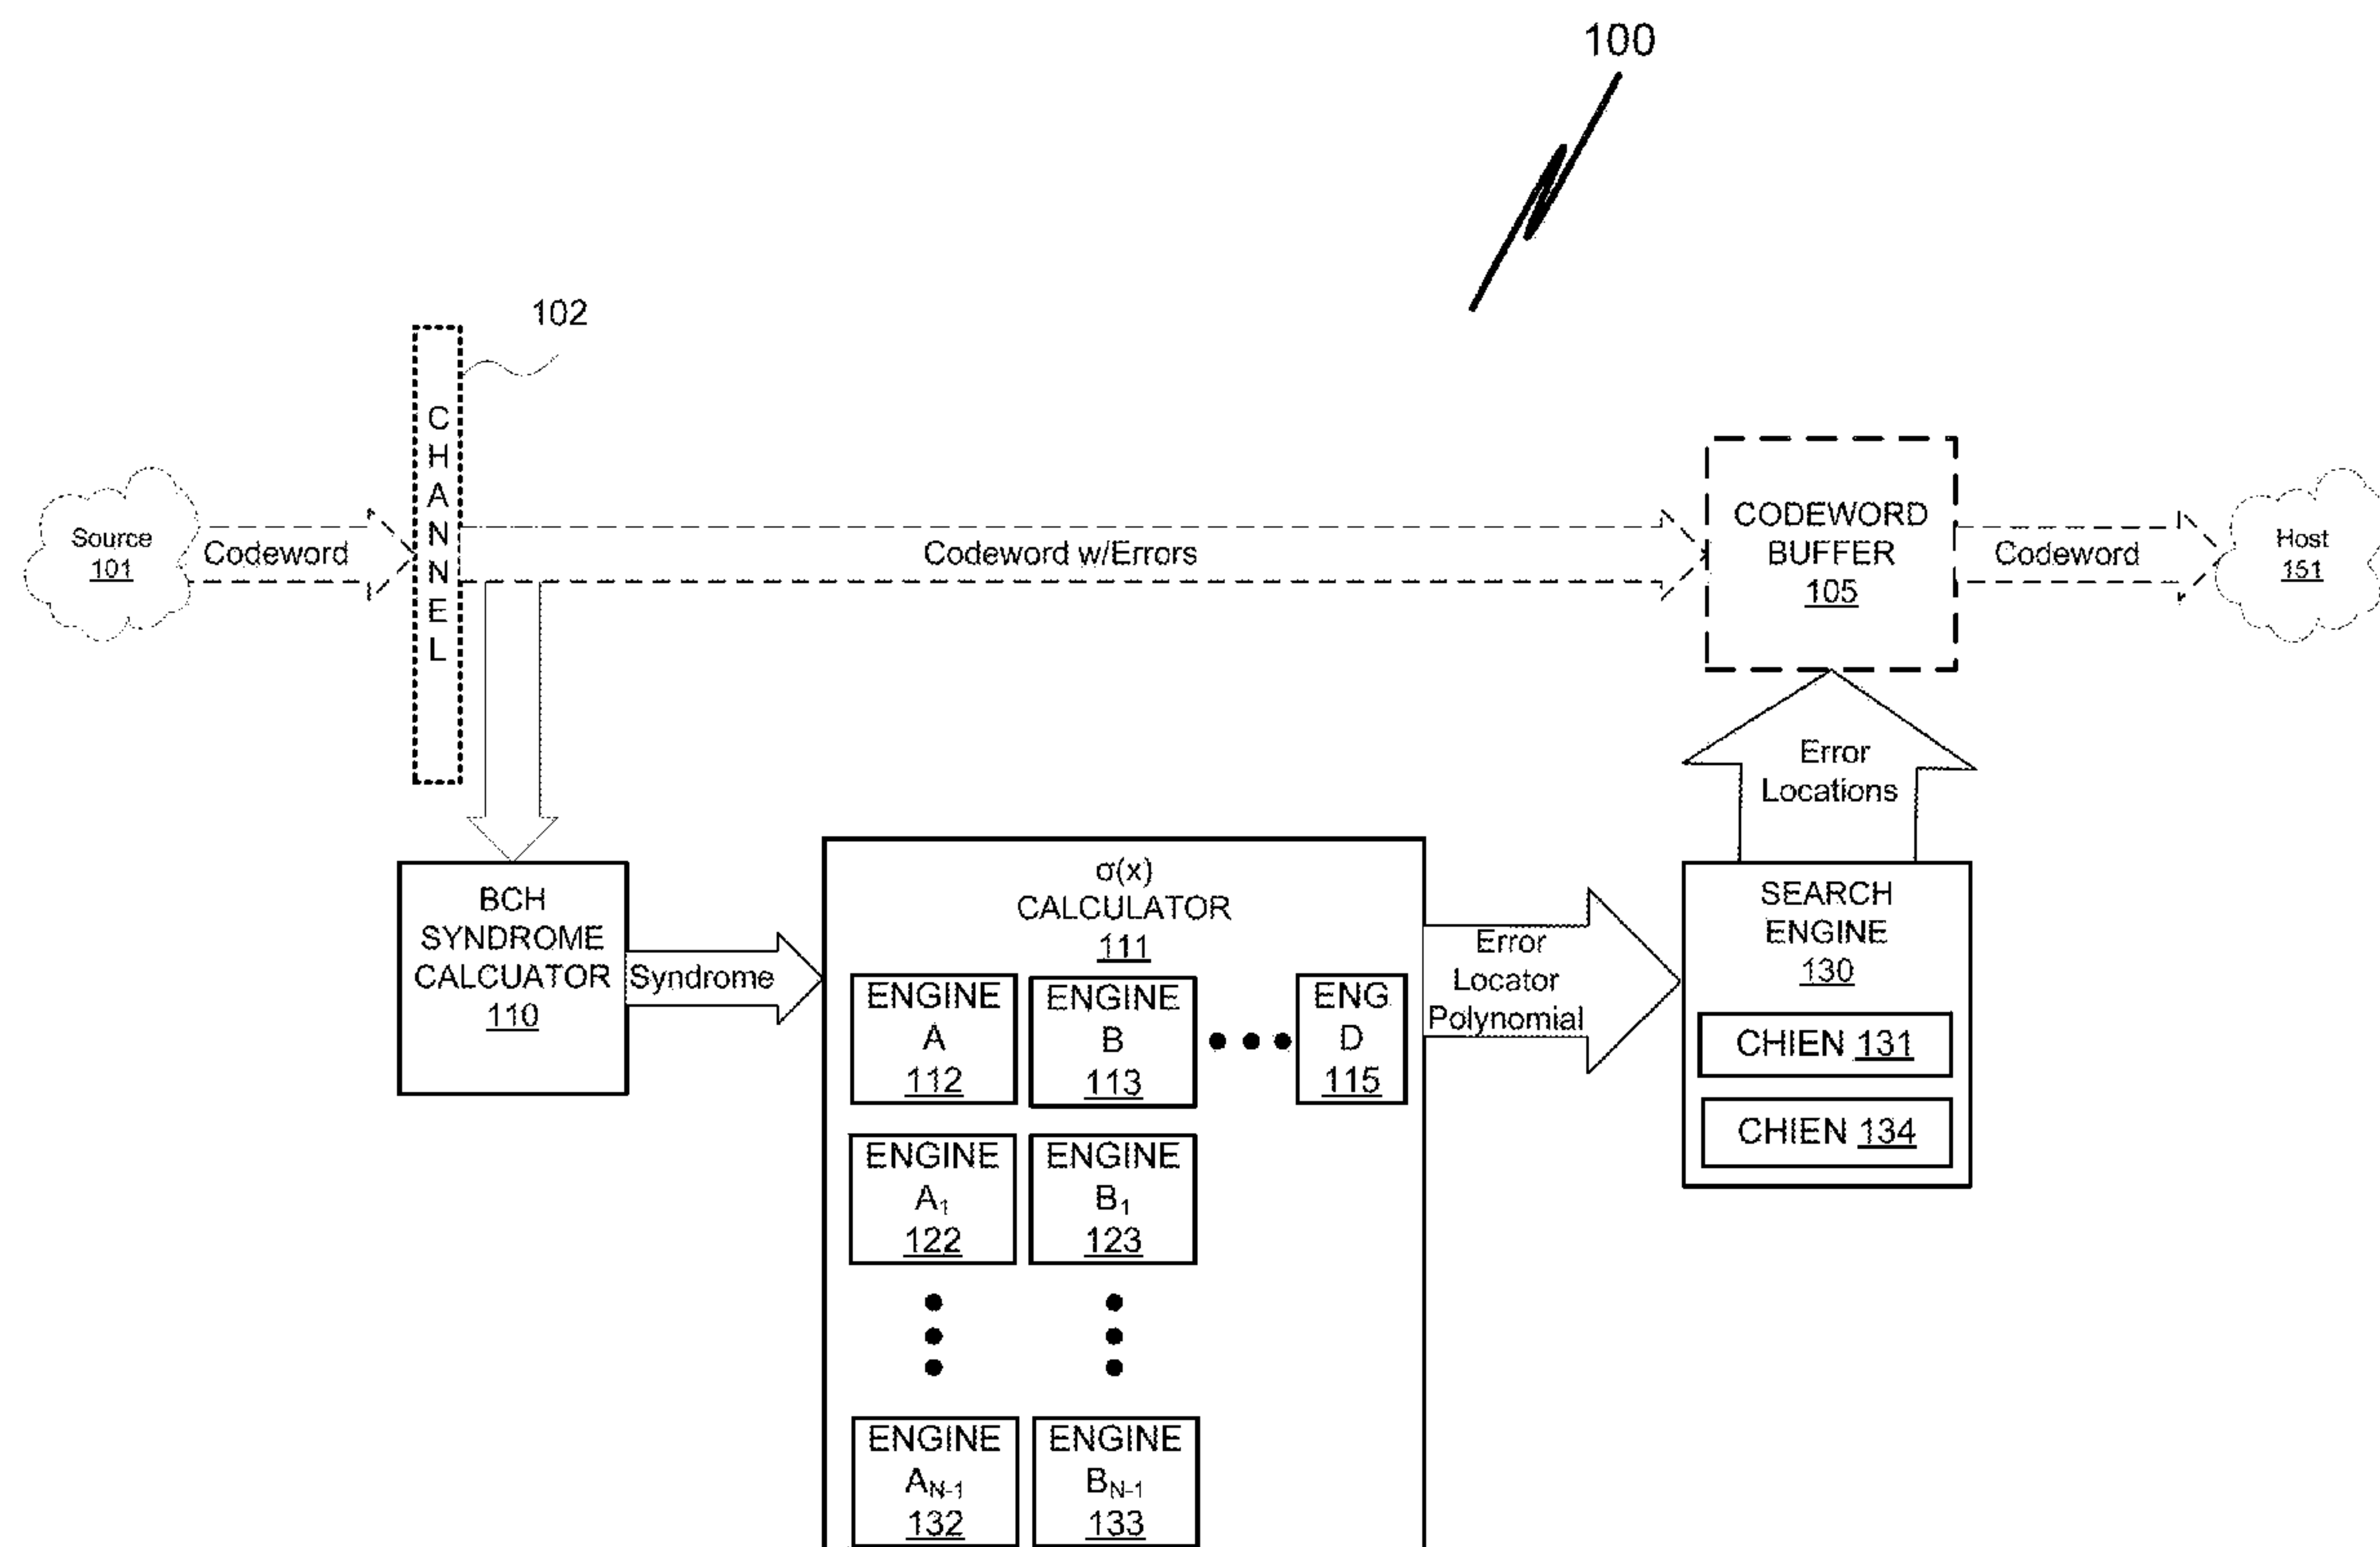 100
102
C
H
A
N
N
E
L
Source
101
Codeword
Codeword w/Errors
CODEWORD
BUFFER
105
Codeword
Host
151
Error
Locations
BCH
SYNDROME
CALCUATOR
110
Syndrome
σ(x)
CALCULATOR
111
ENGINE
A
112
ENGINE
B
113
ENG
D
115
ENGINE
A1
122
ENGINE
B1
123
ENGINE
AN-1
132
ENGINE
BN-1
133
Error
Locator
Polynomial
SEARCH
ENGINE
130
CHIEN 131
CHIEN 134